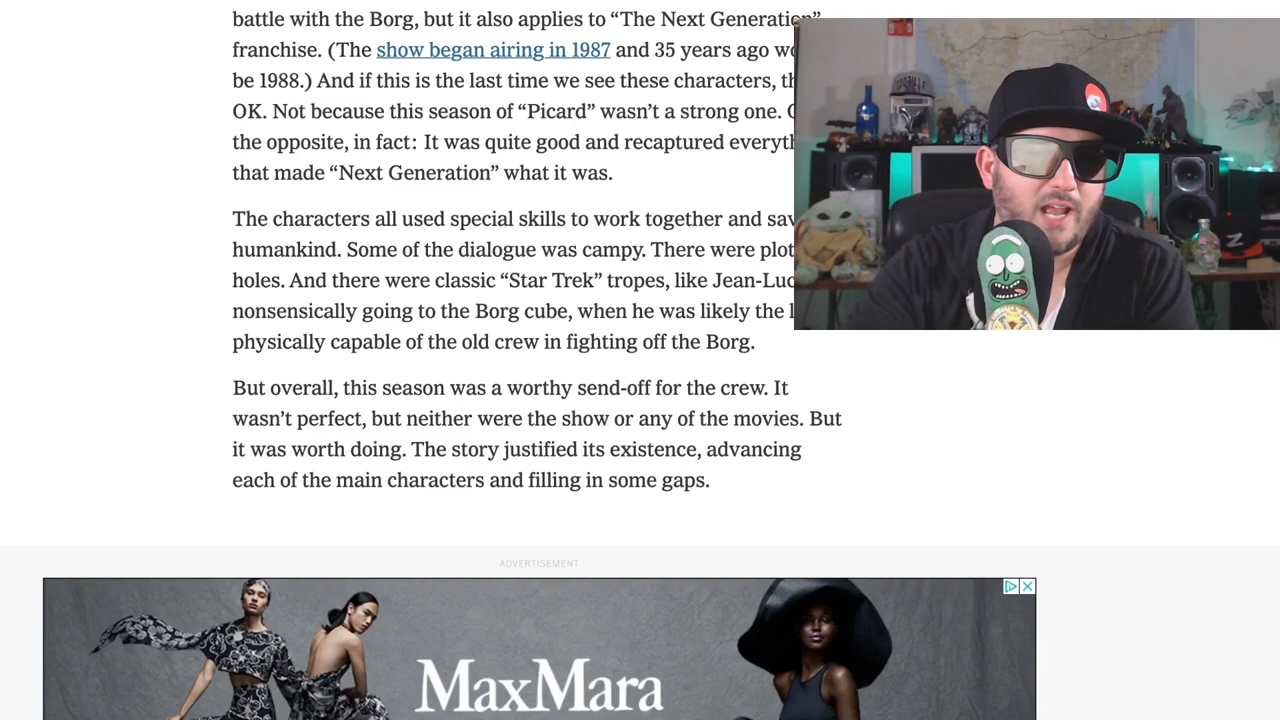 battle with the Borg, but it also applies to “The Next Generation”
franchise. (The show began airing in 1987 and 35 years ago
be 1988.) And if this is the last time we see these characters,
OK. Not because this season of “Picard” wasn’t a strong one.
the opposite, in fact: It was quite good and recaptured
that made “Next Generation” what it was.
The characters all used special skills to work together and
humankind. Some of the dialogue was campy. There were plot
holes. And there were classic “Star Trek” tropes, like
nonsensically going to the Borg cube, when he was likely the
physically capable of the old crew in fighting off the Borg.
But overall, this season was a worthy send-off for the crew. It
wasn’t perfect, but neither were the show or any of the movies. But
it was worth doing. The story justified its existence, advancing
each of the main characters and filling in some gaps.
ADVERTISEMENT
MaxMara
Z